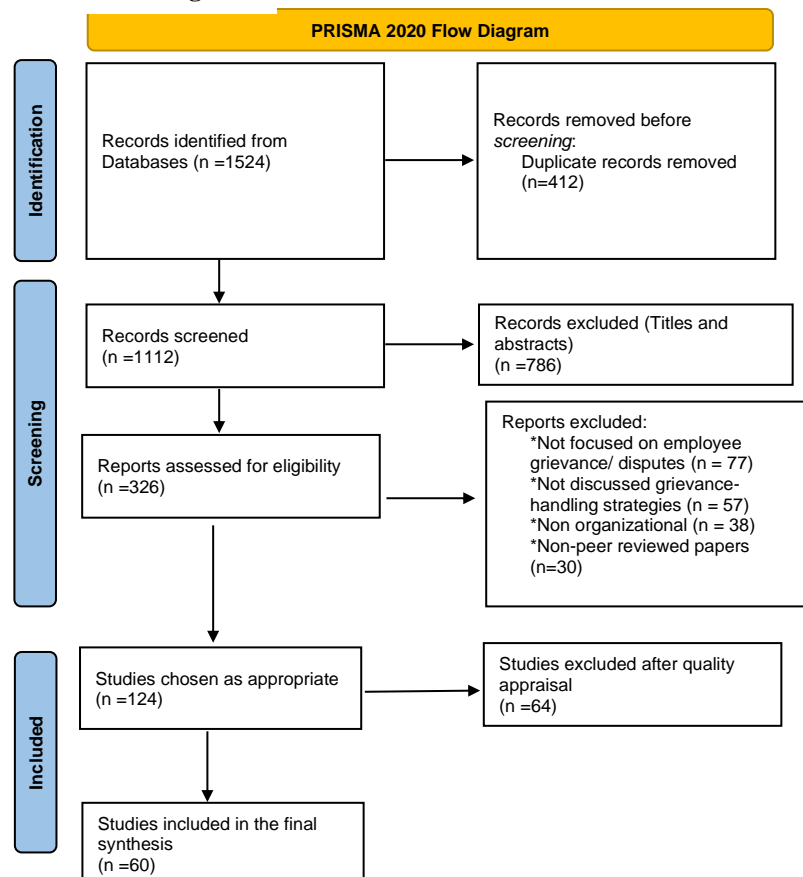 PRISMA 2020 Flow Diagram
Identification
Records identified from
Databases (n =1524)
Records removed before
screening:
Duplicate records removed
(n=412)
Screening
Records screened
(n =1112)
Records excluded (Titles and
abstracts)
(n =786)
Reports assessed for eligibility
(n =326)
Reports excluded:
*Not focused on employee
grievance/ disputes (n = 77)
*Not discussed grievance-
handling strategies (n = 57)
*Non organizational (n = 38)
*Non-peer reviewed papers
(n=30)
Included
Studies chosen as appropriate
(n =124)
Studies excluded after quality
appraisal
(n =64)
Studies included in the final
synthesis
(n =60)